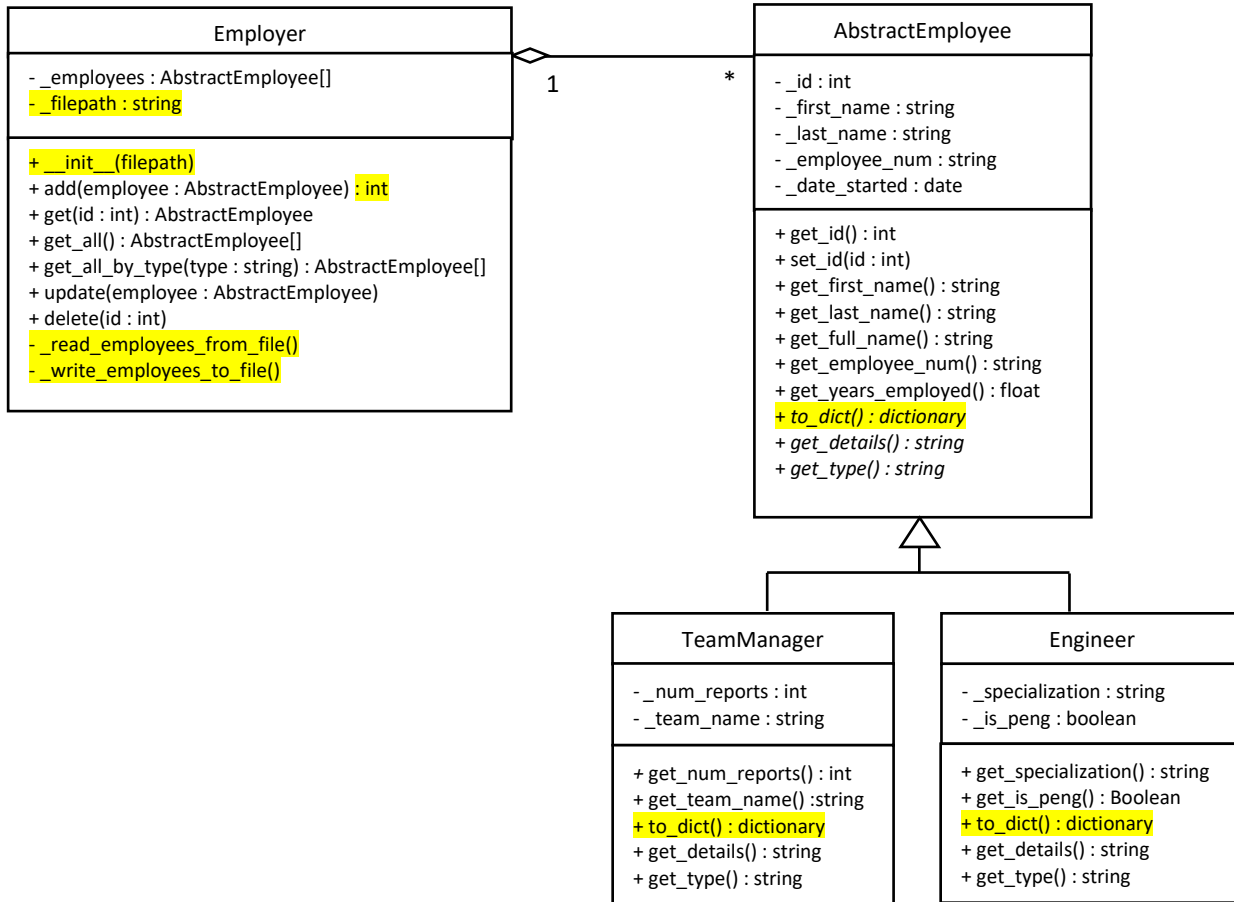 Employer
- _employees : AbstractEmployee[]
- _filepath : string
+ __init__(filepath)
+ add(employee : AbstractEmployee) : int
+ get(id : int) : AbstractEmployee
+ get_all() : AbstractEmployee[]
+ get_all_by_type(type : string) : AbstractEmployee[]
+ update(employee : AbstractEmployee)
+ delete(id : int)
- _read_employees_from_file()
- _write_employees_to_file()
1
*
AbstractEmployee
- _id : int
- _first_name : string
- _last_name : string
- _employee_num : string
- _date_started : date
+ get_id() : int
+ set_id(id : int)
+ get_first_name() : string
+ get_last_name() : string
+ get_full_name() : string
+ get_employee_num() : string
+ get_years_employed() : float
+ to_dict() : dictionary
+ get_details() : string
+ get_type() : string
TeamManager
- _num_reports : int
- _team_name : string
+ get_num_reports() : int
+ get_team_name() :string
+ to_dict() : dictionary
+ get_details() : string
+ get_type() : string
Engineer
- _specialization : string
- _is_peng : boolean
+ get_specialization() : string
+ get_is_peng() : Boolean
+ to_dict() : dictionary
+ get_details() : string
+ get_type() : string